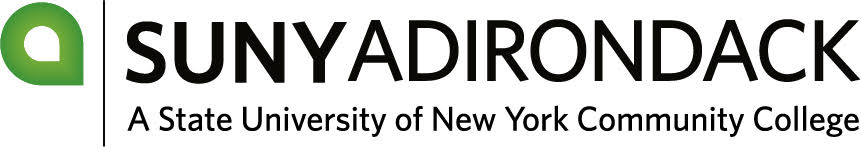 SUNYADIRONDACK
A State University of New York Community College